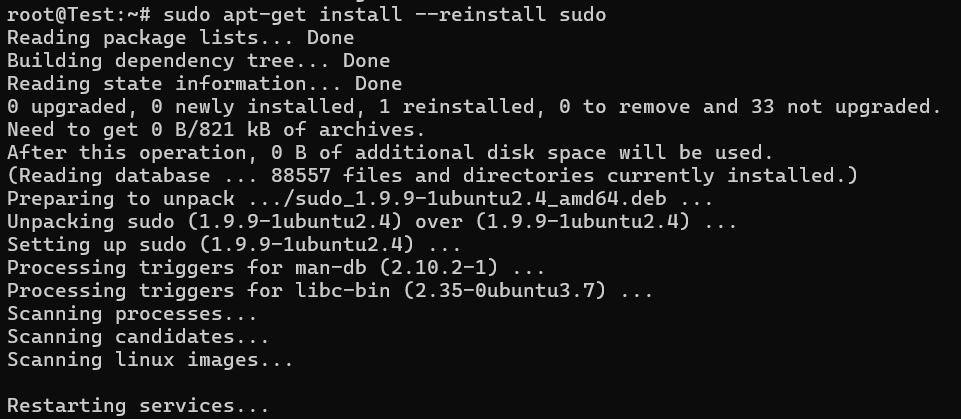 root@Test:~# sudo apt-get install --reinstall sudo
Reading package lists... Done
Building dependency tree... Done
Reading state information... Done
0 upgraded, 0 newly installed, 1 reinstalled, 0 to remove and 33 not upgraded.
Need to get 0 B/821 kB of archives.
After this operation, 0 B of additional disk space will be used.
(Reading database ... 88557 files and directories currently installed.)
Preparing to unpack .../sudo_1.9.9-1ubuntu2.4_amd64.deb ...
Unpacking sudo (1.9.9-1ubuntu2.4) over (1.9.9-1ubuntu2.4) ...
Setting up sudo (1.9.9-1ubuntu2.4) ...
Processing triggers for man-db (2.10.2-1) ...
Processing triggers for libc-bin (2.35-0ubuntu3.7) ...
Scanning processes...
Scanning candidates...
Scanning linux images...
Restarting services...